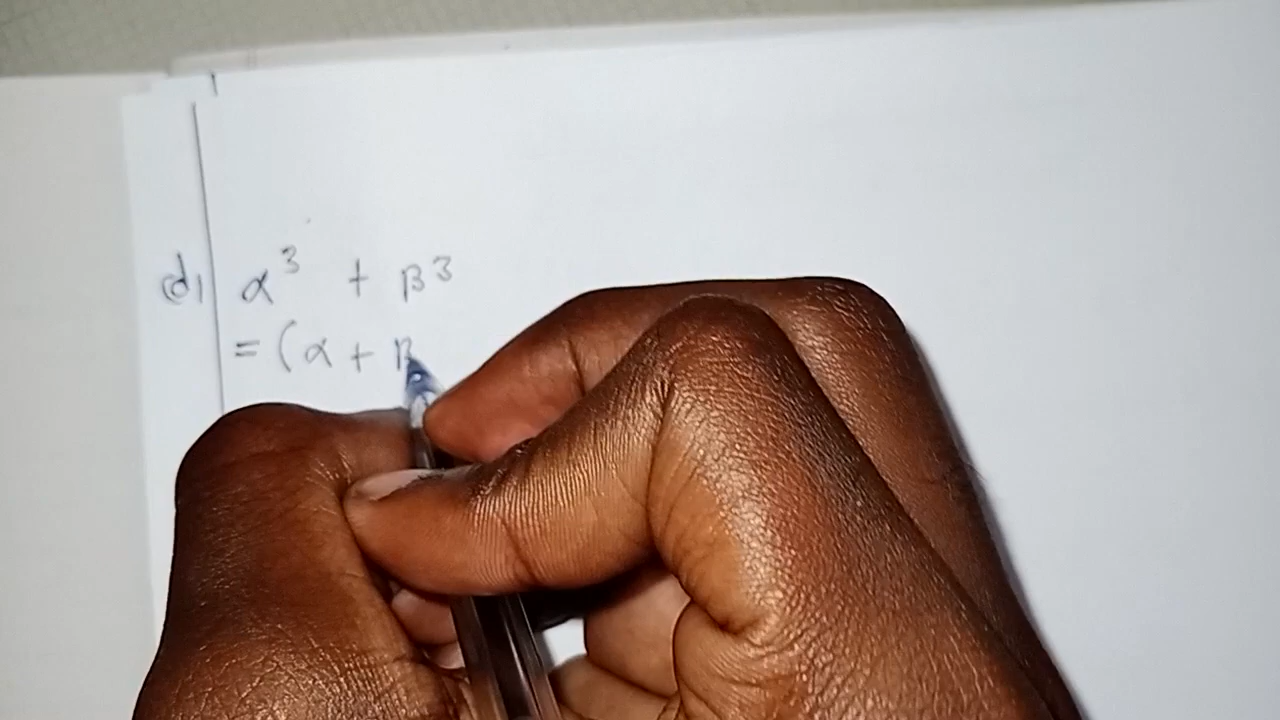 d) α³ + β³
= (α + β